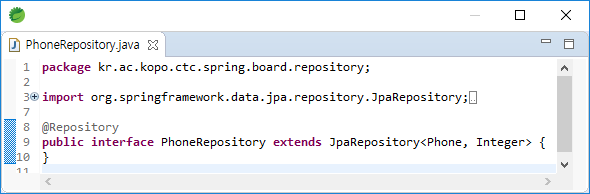 PhoneRepository.java
1 package kr.ac.kopo.ctc.spring.board.repository;
2
3 import org.springframework.data.jpa.repository.JpaRepository;
7
8 @Repository
9 public interface PhoneRepository extends JpaRepository<Phone, Integer> {
10 }
11